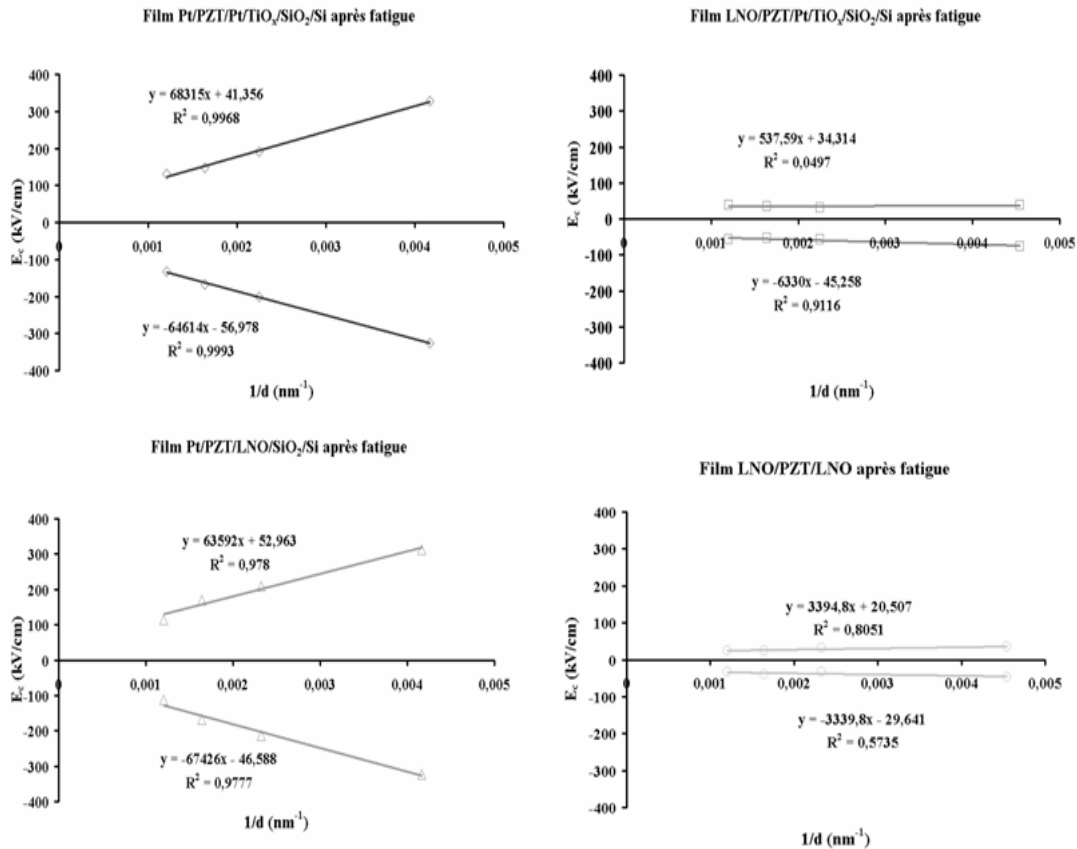 Film Pt/PZT/Pt/TiOₓ/SiO₂/Si après fatigue
400
300
200
100
0
-100
-200
-300
-400
E_c (kV/cm)
y = 68315x + 41,356
R² = 0,9968
0
0,001
0,002
0,003
0,004
0,005
y = -64614x - 56,978
R² = 0,9993
1/d (nm⁻¹)
Film LNO/PZT/Pt/TiOₓ/SiO₂/Si après fatigue
400
300
200
100
0
-100
-200
-300
-400
E_c (kV/cm)
y = 537,59x + 34,314
R² = 0,0497
0
0,001
0,002
0,003
0,004
0,005
y = -6330x - 45,258
R² = 0,9116
1/d (nm⁻¹)
Film Pt/PZT/LNO/SiO₂/Si après fatigue
400
300
200
100
0
-100
-200
-300
-400
E_c (kV/cm)
y = 63592x + 52,963
R² = 0,978
0
0,001
0,002
0,003
0,004
0,005
y = -67426x - 46,588
R² = 0,9777
1/d (nm⁻¹)
Film LNO/PZT/LNO après fatigue
400
300
200
100
0
-100
-200
-300
-400
E_c (kV/cm)
y = 3394,8x + 20,507
R² = 0,8051
0
0,001
0,002
0,003
0,004
0,005
y = -3339,8x - 29,641
R² = 0,5735
1/d (nm⁻¹)